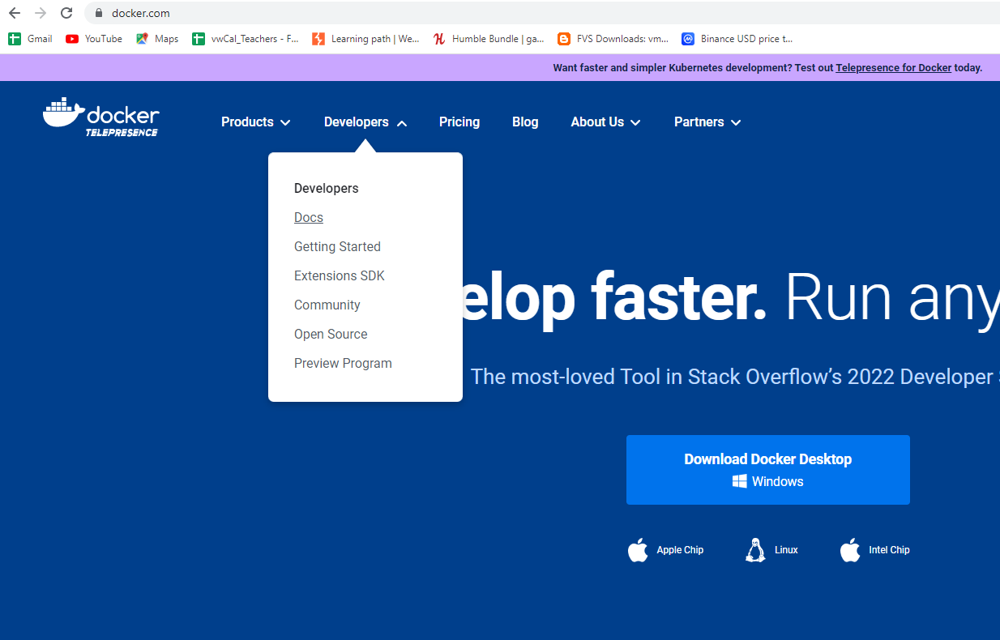 docker.com
Gmail YouTube Maps vwCal_Teachers - F... Learning path | We... Humble Bundle | ga... FVS Downloads: vm... Binance USD price t...
Want faster and simpler Kubernetes development? Test out Telepresence for Docker today.
docker
TELEPRESENCE
Products Developers Pricing Blog About Us Partners
Developers
Docs
Getting Started
Extensions SDK
Community
Open Source
Preview Program
elop faster. Run any
The most-loved Tool in Stack Overflow’s 2022 Developer
Download Docker Desktop
Windows
Apple Chip Linux Intel Chip